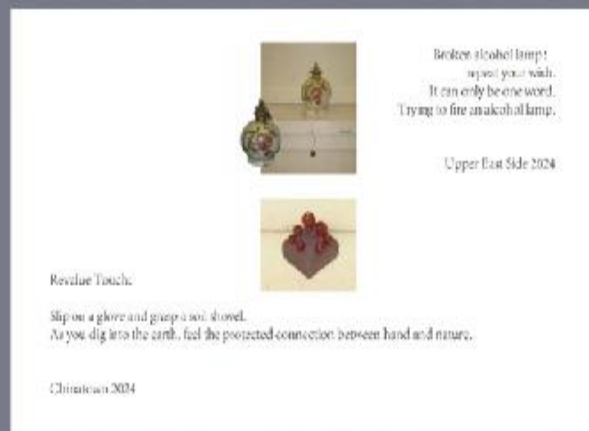 Broken alcohol lamp:
repeat your wish.
It can only be one word.
Trying to fire an alcohol lamp.
Upper East Side 2024
Revalue Touch:
Slip on a glove and grasp a soil shovel.
As you dig into the earth, feel the protected connection between hand and nature.
Chinatown 2024